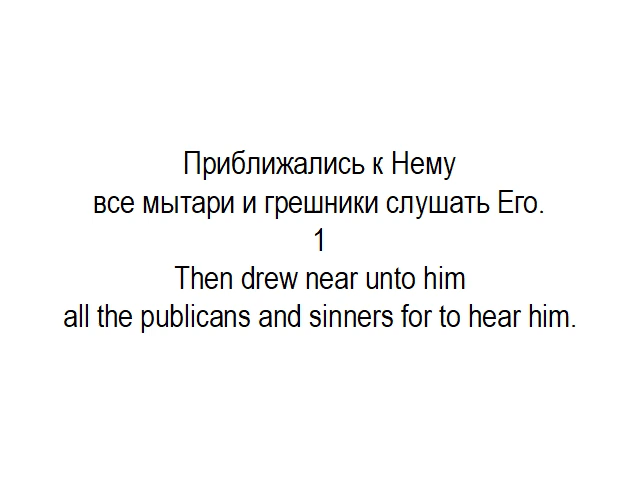 Приближались к Нему
все мытари и грешники слушать Его.
1
Then drew near unto him
all the publicans and sinners for to hear him.